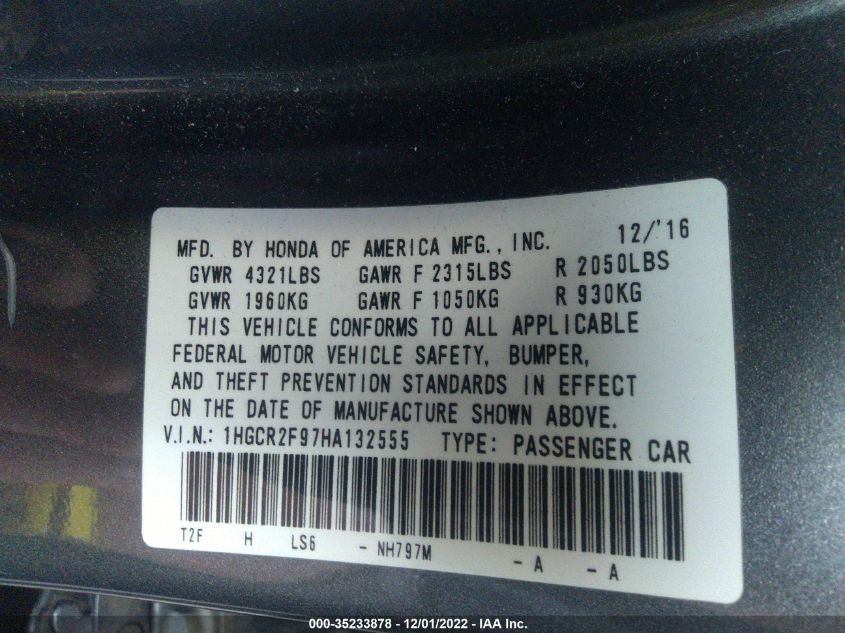 MFD. BY HONDA OF AMERICA MFG., INC. 12/'16
GVWR 4321LBS GAWR F 2315LBS R 2050LBS
GVWR 1960KG GAWR F 1050KG R 930KG
THIS VEHICLE CONFORMS TO ALL APPLICABLE
FEDERAL MOTOR VEHICLE SAFETY, BUMPER,
AND THEFT PREVENTION STANDARDS IN EFFECT
ON THE DATE OF MANUFACTURE SHOWN ABOVE.
V.I.N.: 1HGCR2F97HA132555 TYPE: PASSENGER CAR
T2F H LS6 - NH797M - A - A
000-35233878 - 12/01/2022 - IAA Inc.